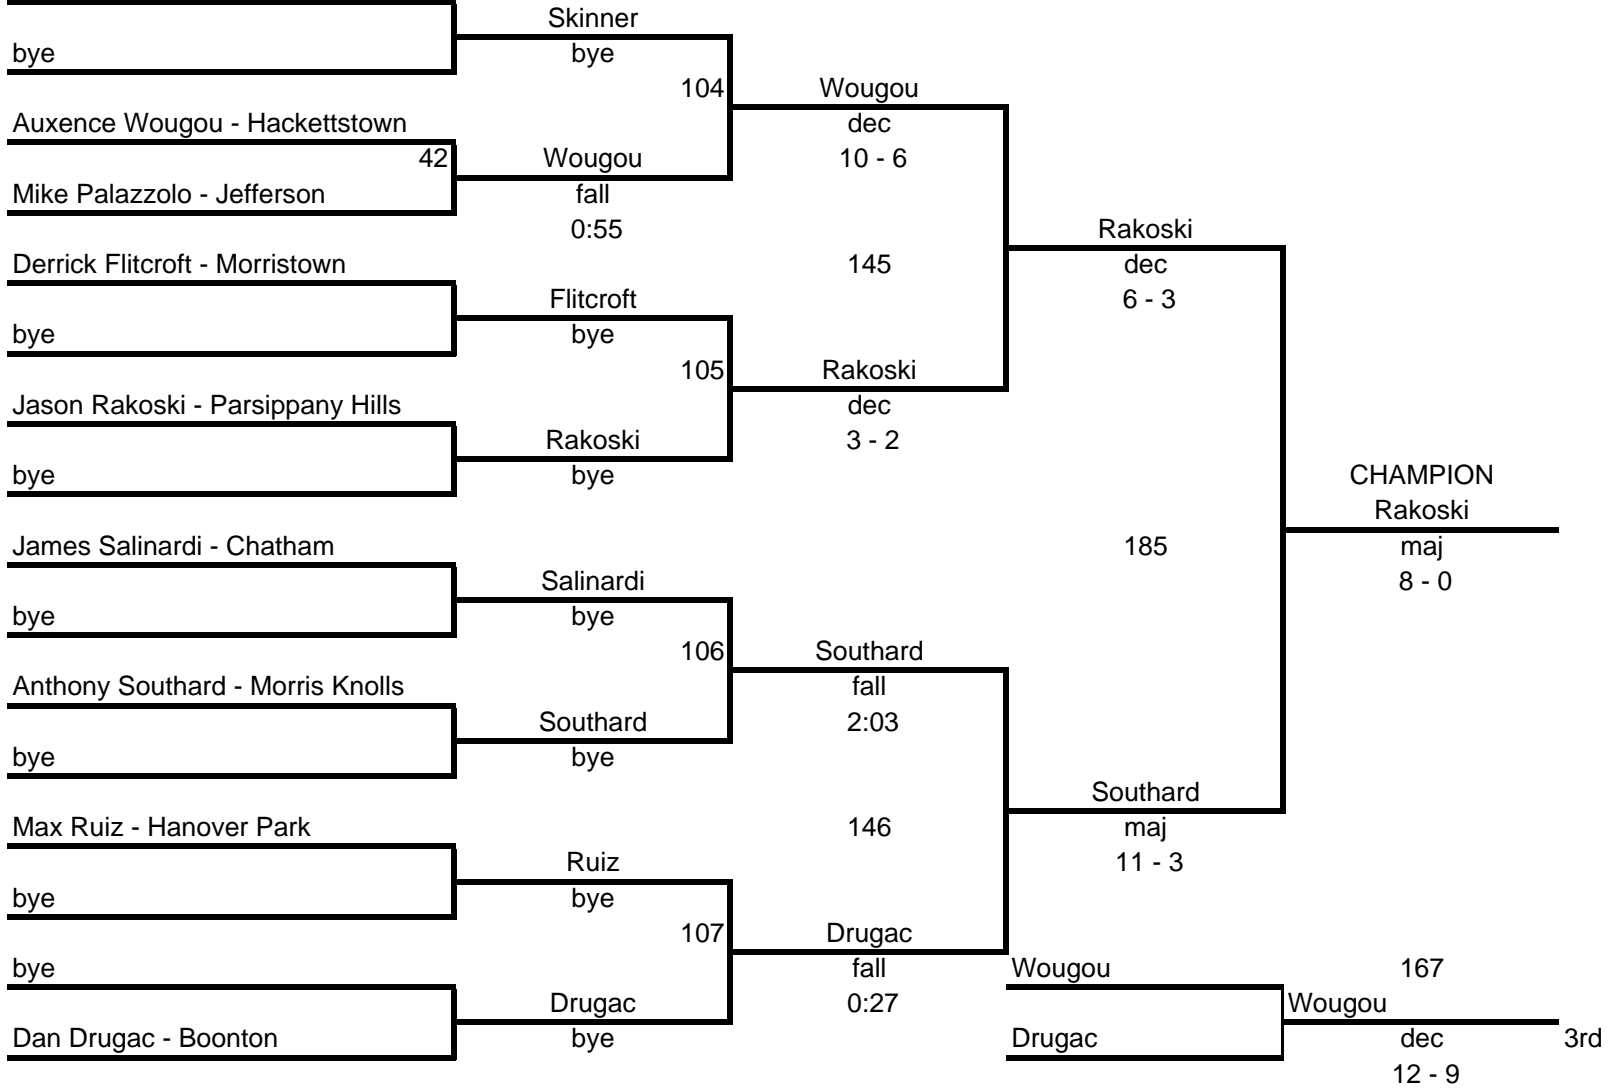 Skinner
bye
bye
104
Wougou
Auxence Wougou - Hackettstown
dec
42
Wougou
10 - 6
Mike Palazzolo - Jefferson
fall
0:55
Rakoski
Derrick Flitcroft - Morristown
145
dec
Flitcroft
6 - 3
bye
bye
105
Rakoski
Jason Rakoski - Parsippany Hills
dec
Rakoski
3 - 2
bye
bye
CHAMPION
Rakoski
James Salinardi - Chatham
185
maj
Salinardi
8 - 0
bye
bye
106
Southard
Anthony Southard - Morris Knolls
fall
Southard
2:03
bye
bye
Southard
Max Ruiz - Hanover Park
146
maj
Ruiz
11 - 3
bye
bye
107
Drugac
bye
fall
Wougou
167
Drugac
0:27
Wougou
Dan Drugac - Boonton
bye
Drugac
dec
3rd
12 - 9